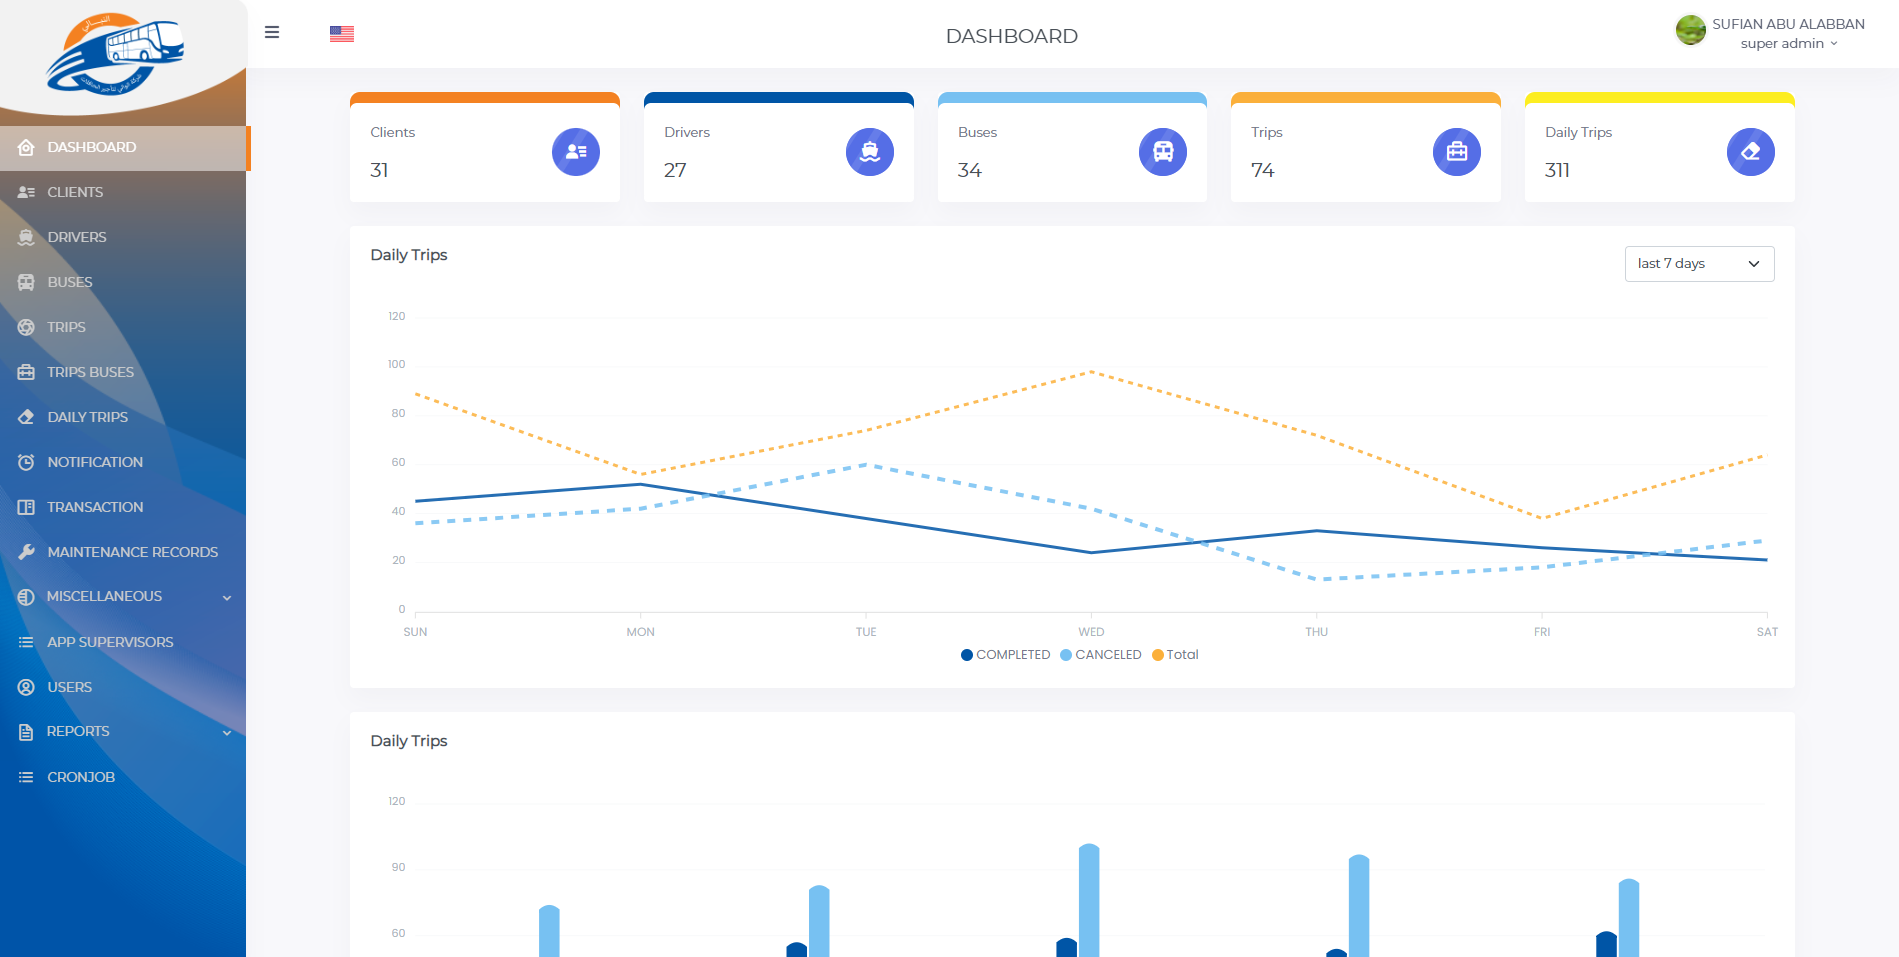 DASHBOARD
SUFIAN ABU ALABBAN
super admin
DASHBOARD
CLIENTS
DRIVERS
BUSES
TRIPS
TRIPS BUSES
DAILY TRIPS
NOTIFICATION
TRANSACTION
MAINTENANCE RECORDS
MISCELLANEOUS
APP SUPERVISORS
USERS
REPORTS
CRONJOB
Clients
31
Drivers
27
Buses
34
Trips
74
Daily Trips
311
Daily Trips
last 7 days
120
100
80
60
40
20
0
SUN MON TUE WED THU FRI SAT
COMPLETED CANCELED Total
Daily Trips
120
90
60